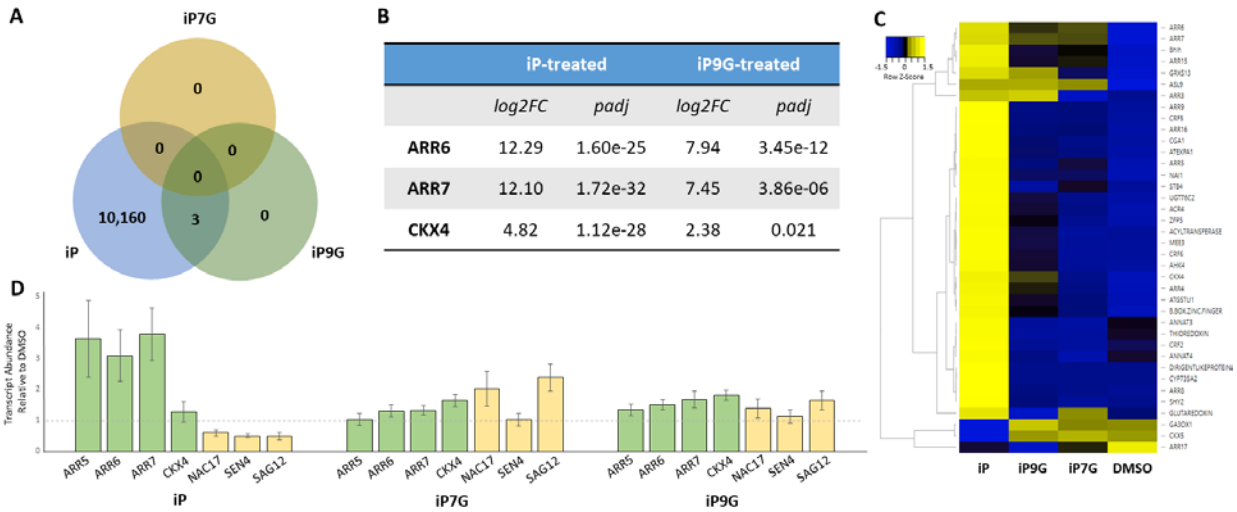 A
iP7G
0
0
0
0
10,160
3
0
iP
iP9G
B
iP-treated iP9G-treated
log2FC padj log2FC padj
ARR6 12.29 1.60e-25 7.94 3.45e-12
ARR7 12.10 1.72e-32 7.45 3.86e-06
CKX4 4.82 1.12e-28 2.38 0.021
C
-1.5 1.5
Row Z-Score
ARR6
ARR7
ARR15
GRXS13
ASL9
ARR3
ARR9
CRF5
ARR16
CGA1
ATEXPA1
ARR5
NAI1
STB4
UGT76C2
ACR4
ZFP5
ACYLTRANSFERASE
MEE3
CRF6
AHK4
CKX4
ARR4
ATGSTU1
B.BOX.ZINC.FINGER
ANNAT3
THIOREDOXIN
CRF2
ANNAT4
DIRIGENTLIKEPROTEIN
CYP735A2
ARR8
SHY2
GLUTAREDOXIN
GA3OX1
CKX5
ARR17
iP iP9G iP7G DMSO
D
Transcript Abundance
Relative to DMSO
5
4
3
2
1
0
ARR5 ARR6 ARR7 CKX4 NAC17 SEN4 SAG12
ARR5 ARR6 ARR7 CKX4 NAC17 SEN4 SAG12
ARR5 ARR6 ARR7 CKX4 NAC17 SEN4 SAG12
iP iP7G iP9G